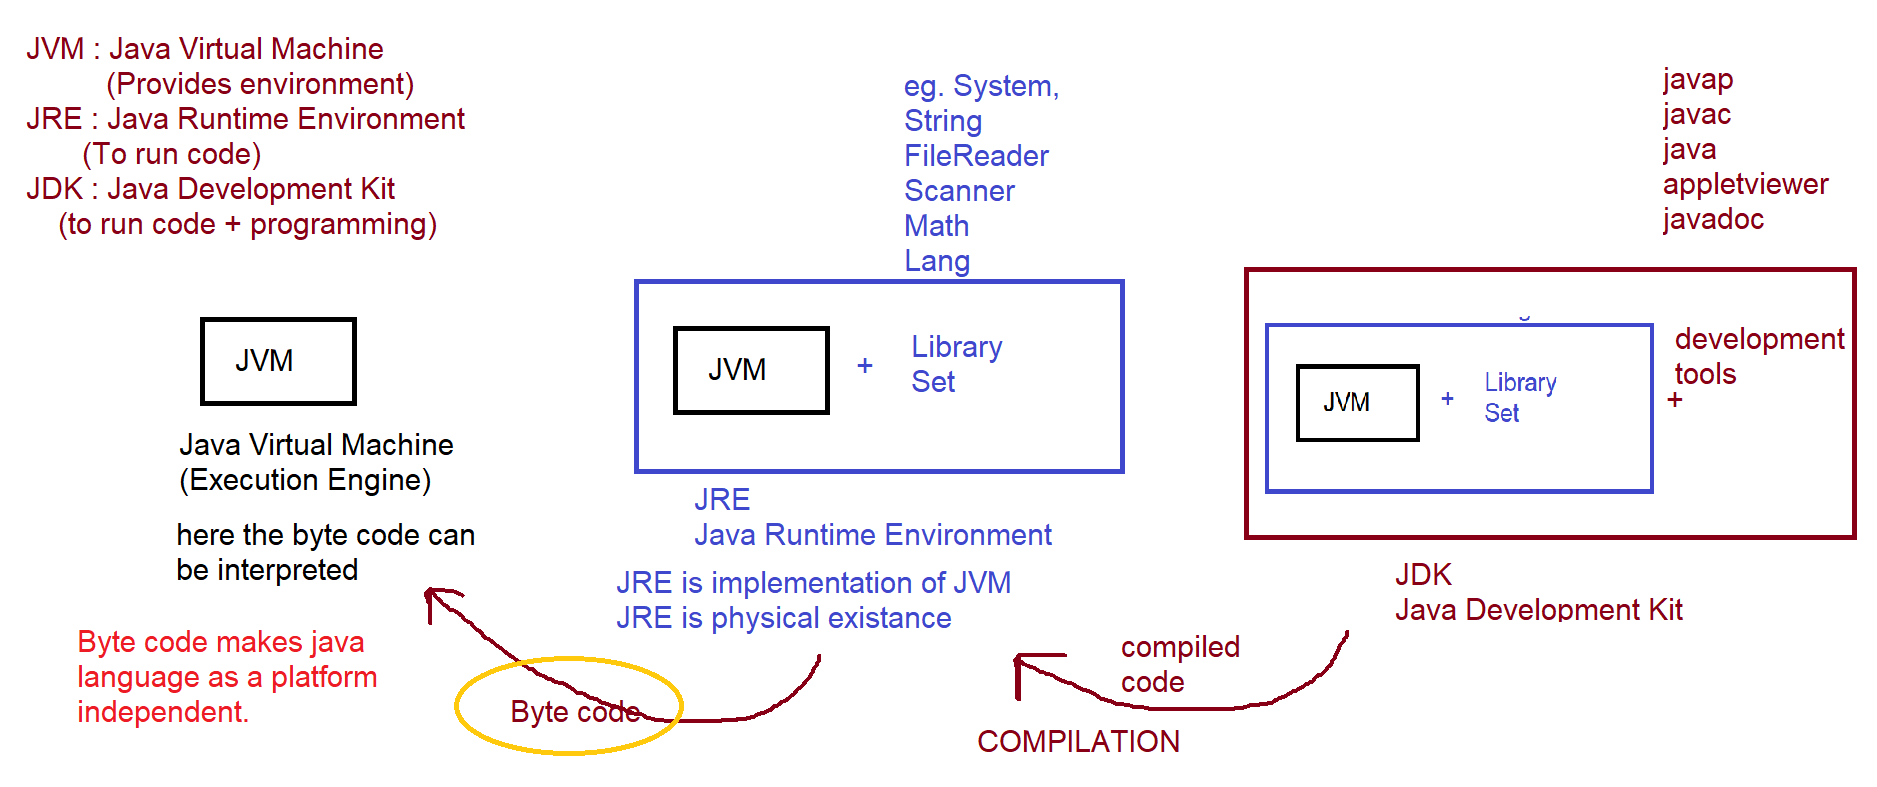 JVM : Java Virtual Machine
(Provides environment)
JRE : Java Runtime Environment
(To run code)
JDK : Java Development Kit
(to run code + programming)
eg. System,
String
FileReader
Scanner
Math
Lang
javap
javac
java
appletviewer
javadoc
JVM
Java Virtual Machine
(Execution Engine)
here the byte code can
be interpreted
Byte code makes java
language as a platform
independent.
JVM + Library
Set
JRE
Java Runtime Environment
JRE is implementation of JVM
JRE is physical existance
Byte code
JVM + Library
Set
development
tools
+
JDK
Java Development Kit
compiled
code
COMPILATION